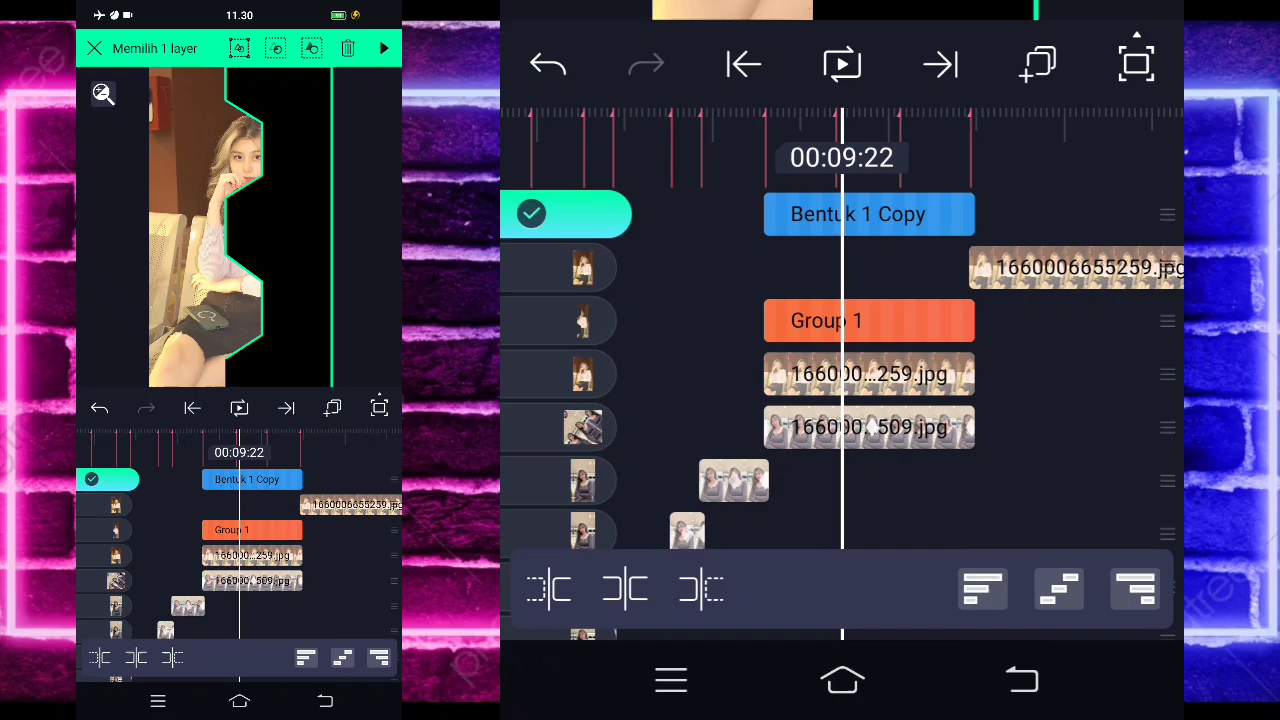 11.30
Memilih 1 layer
00:09:22
Bentuk 1 Copy
1660006655259.jpg
Group 1
166000...259.jpg
166000...509.jpg
00:09:22
Bentuk 1 Copy
1660006655259.jpg
Group 1
166000...259.jpg
166000...509.jpg